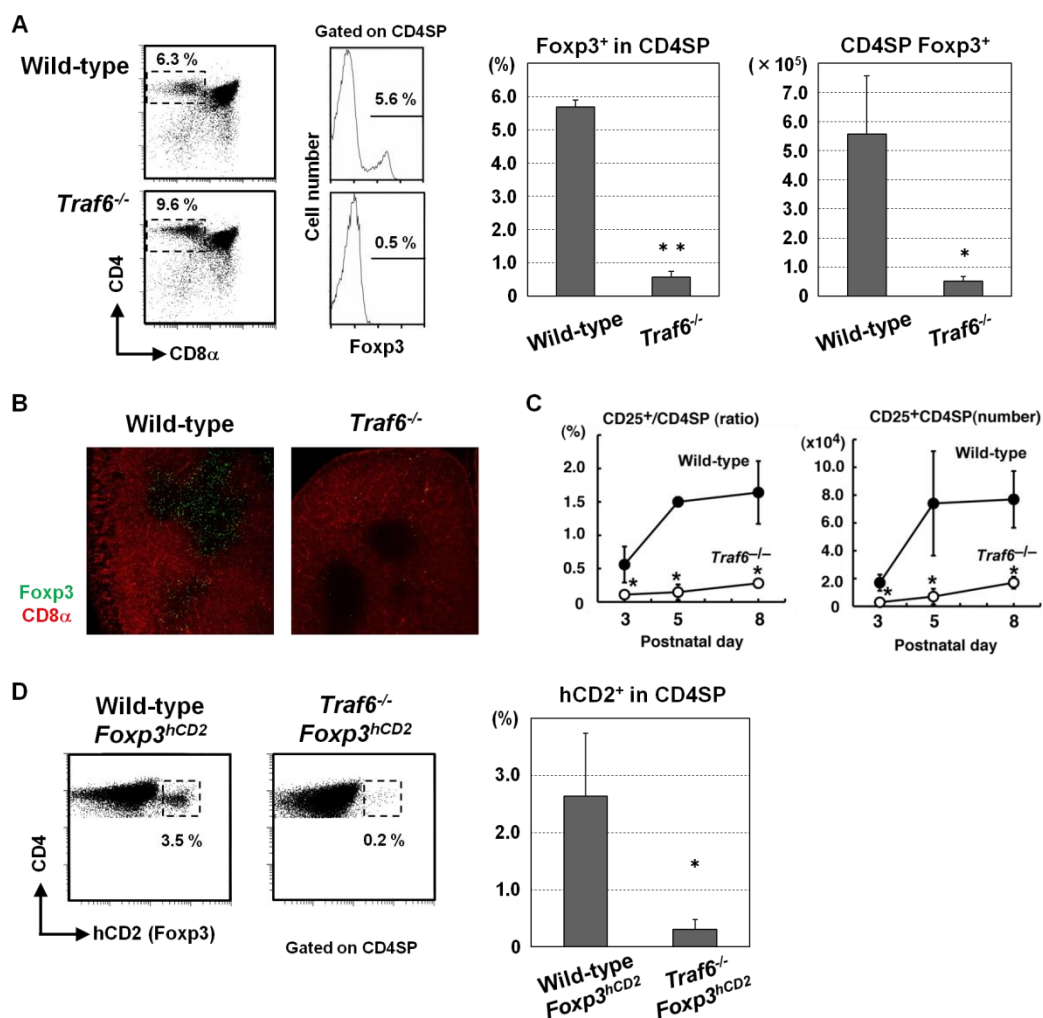 A
Wild-type
6.3 %
Traf6-/-
9.6 %
CD4
CD8α
Gated on CD4SP
5.6 %
0.5 %
Cell number
Foxp3
Foxp3+ in CD4SP
(%)
7.0
6.0
5.0
4.0
3.0
2.0
1.0
0
* *
Wild-type
Traf6-/-
CD4SP Foxp3+
(×10⁵)
7.0
6.0
5.0
4.0
3.0
2.0
1.0
0
*
Wild-type
Traf6-/-
B
Wild-type
Traf6-/-
Foxp3
CD8α
C
CD25+/CD4SP (ratio)
(%)
2.0
1.5
1.0
0.5
Wild-type
Traf6–/–
*
*
*
3
5
8
Postnatal day
CD25+CD4SP(number)
(x10⁴)
10.0
8.0
6.0
4.0
2.0
Wild-type
Traf6–/–
*
*
*
3
5
8
Postnatal day
D
Wild-type
Foxp3hCD2
3.5 %
Traf6-/-
Foxp3hCD2
0.2 %
CD4
hCD2 (Foxp3)
Gated on CD4SP
hCD2+ in CD4SP
(%)
3.0
2.0
1.0
0
*
Wild-type
Foxp3hCD2
Traf6-/-
Foxp3hCD2